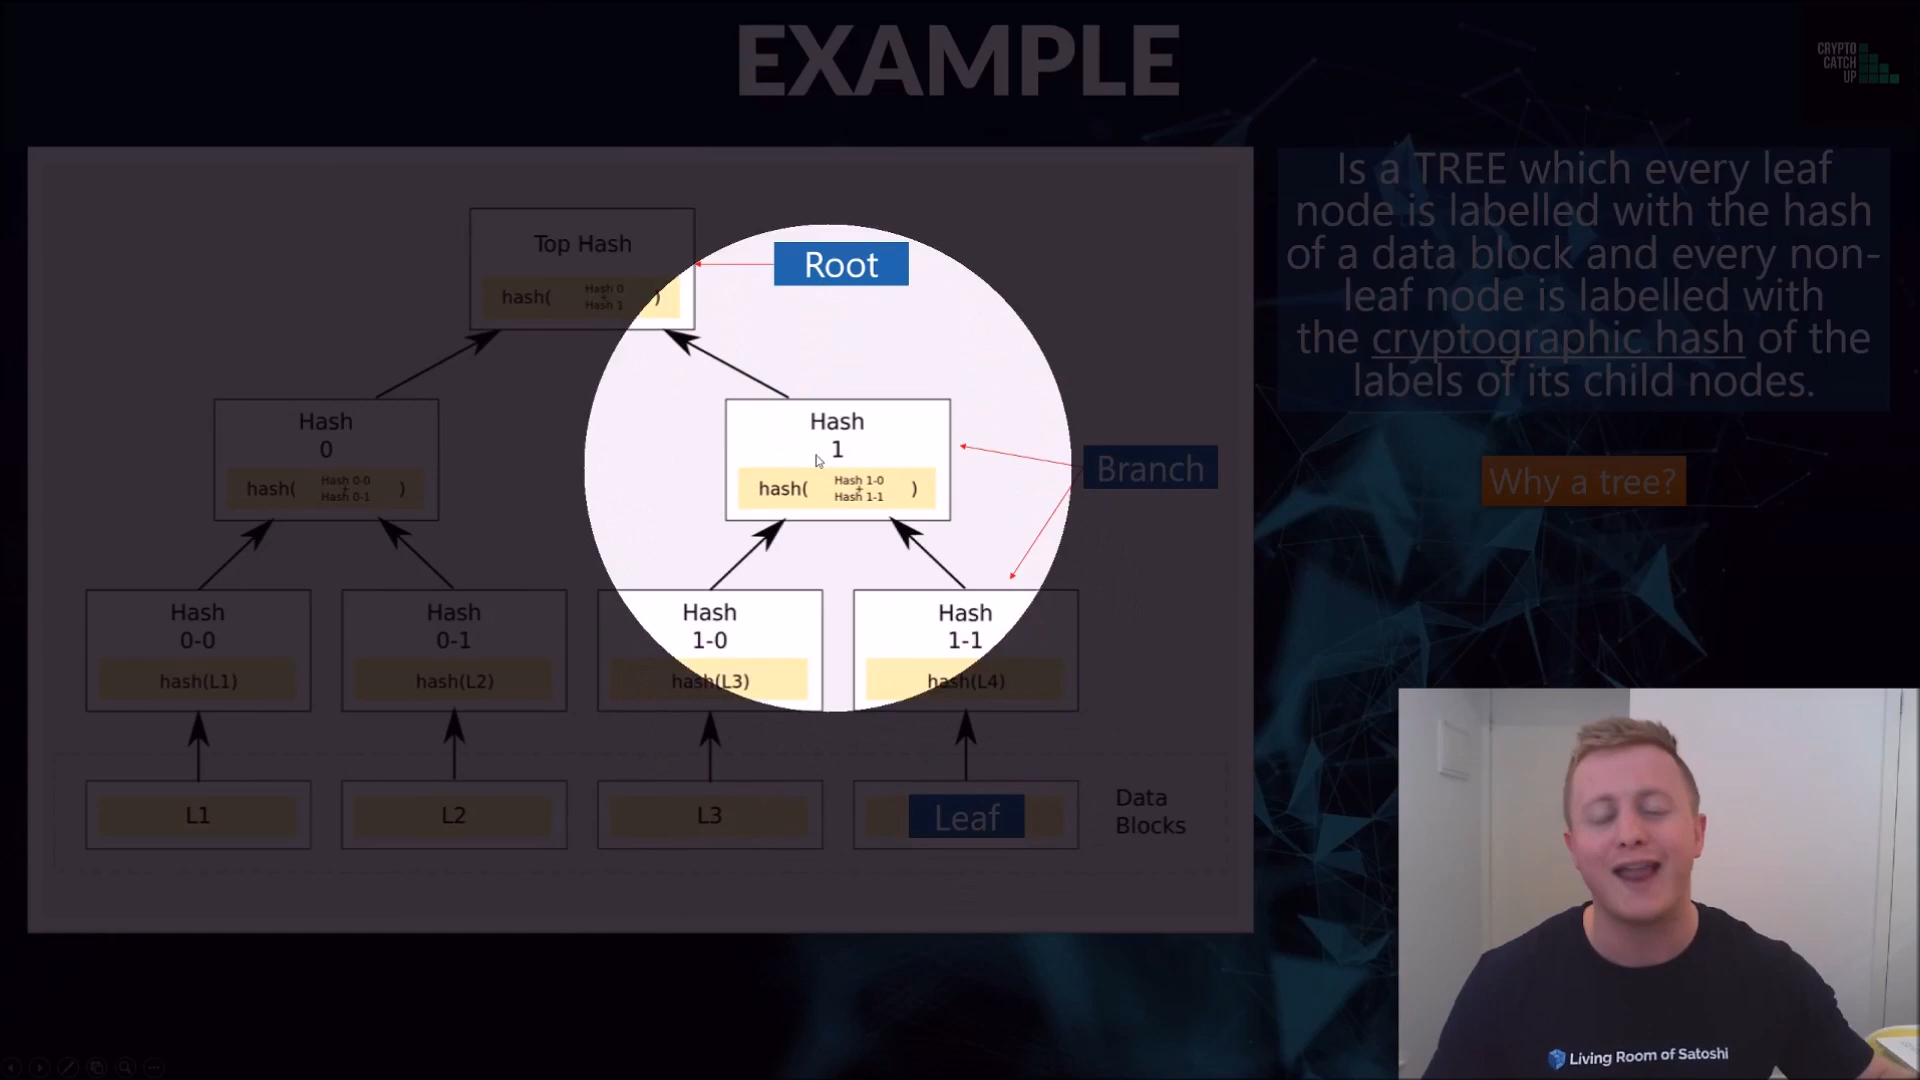 EXAMPLE
CRYPTO
CATCH
UP
Top Hash
hash( Hash 0 + Hash 1 )
Root
Is a TREE which every leaf
node is labelled with the hash
of a data block and every non-
leaf node is labelled with
the cryptographic hash of the
labels of its child nodes.
Hash
0
hash( Hash 0-0 + Hash 0-1 )
Hash
1
hash( Hash 1-0 + Hash 1-1 )
Branch
Why a tree?
Hash
0-0
hash(L1)
Hash
0-1
hash(L2)
Hash
1-0
hash(L3)
Hash
1-1
hash(L4)
L1
L2
L3
Leaf
Data
Blocks
Living Room of Satoshi